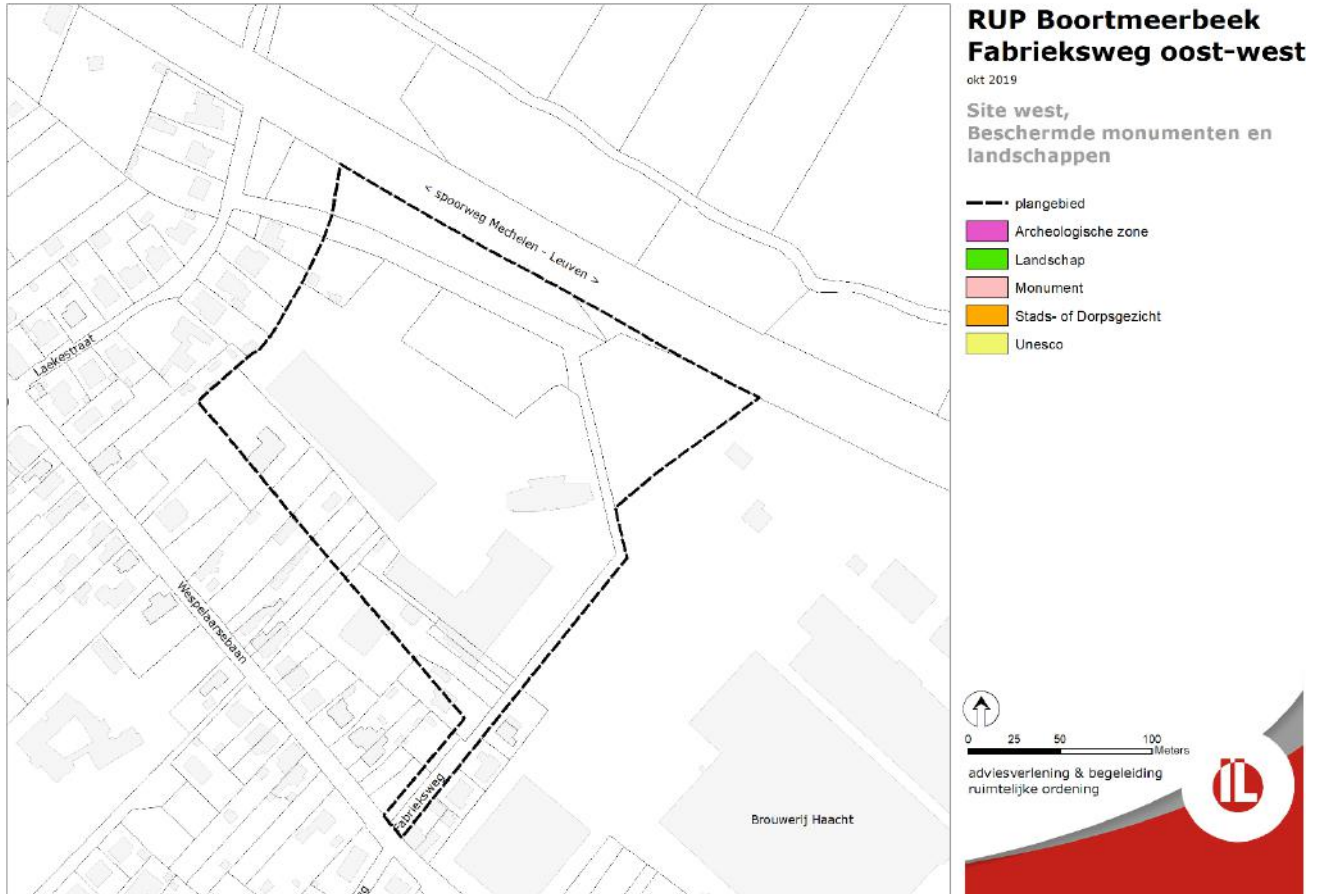 RUP Boortmeerbeek
Fabrieksweg oost-west
okt 2019
Site west,
Beschermde monumenten en
landschappen
plangebied
Archeologische zone
Landschap
Monument
Stads- of Dorpsgezicht
Unesco
0 25 50 100
Meters
adviesverlening & begeleiding
ruimtelijke ordening
IL
< spoorweg Mechelen - Leuven >
Laekestraat
Wespelaarsebaan
Fabrieksweg
Brouwerij Haacht